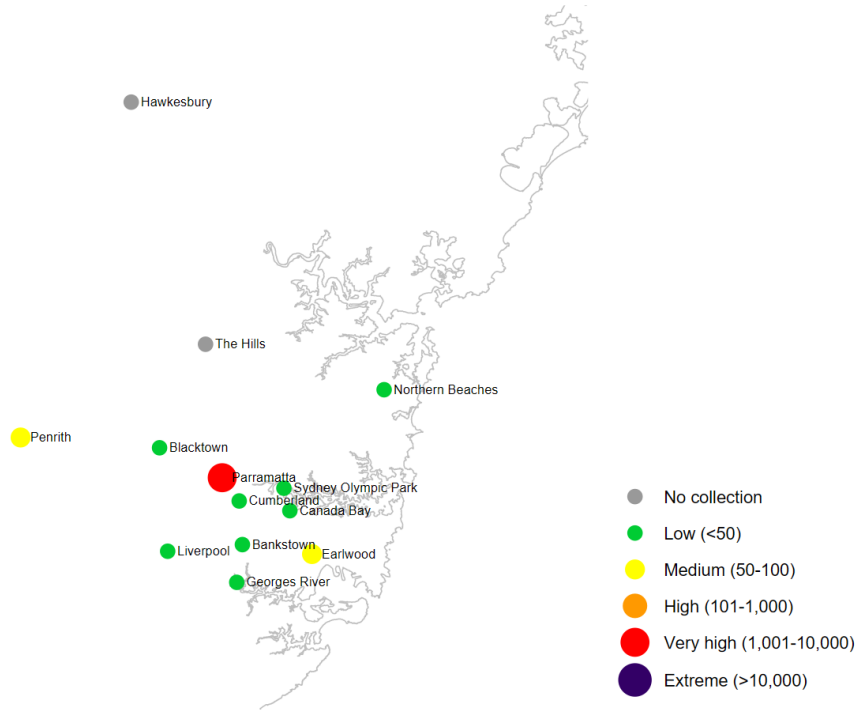 Hawkesbury
The Hills
Northern Beaches
Penrith
Blacktown
Parramatta
Sydney Olympic Park
Cumberland
Canada Bay
Liverpool
Bankstown
Earlwood
Georges River
No collection
Low (<50)
Medium (50-100)
High (101-1,000)
Very high (1,001-10,000)
Extreme (>10,000)